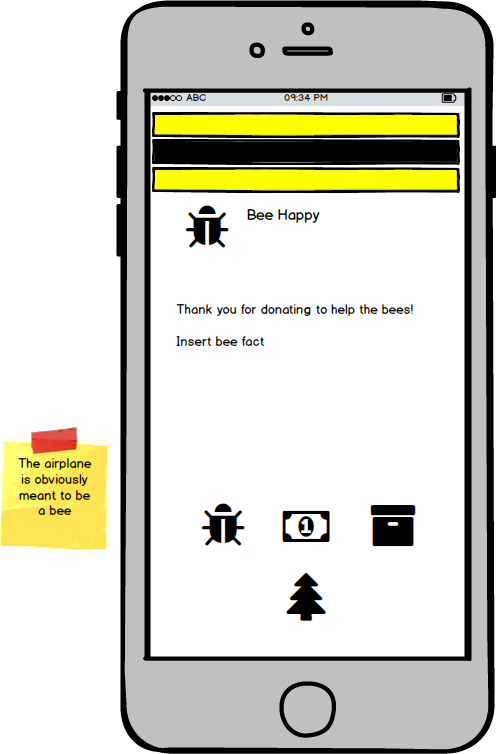 ABC 09:34 PM
Bee Happy
Thank you for donating to help the bees!
Insert bee fact
The airplane
is obviously
meant to be
a bee
1